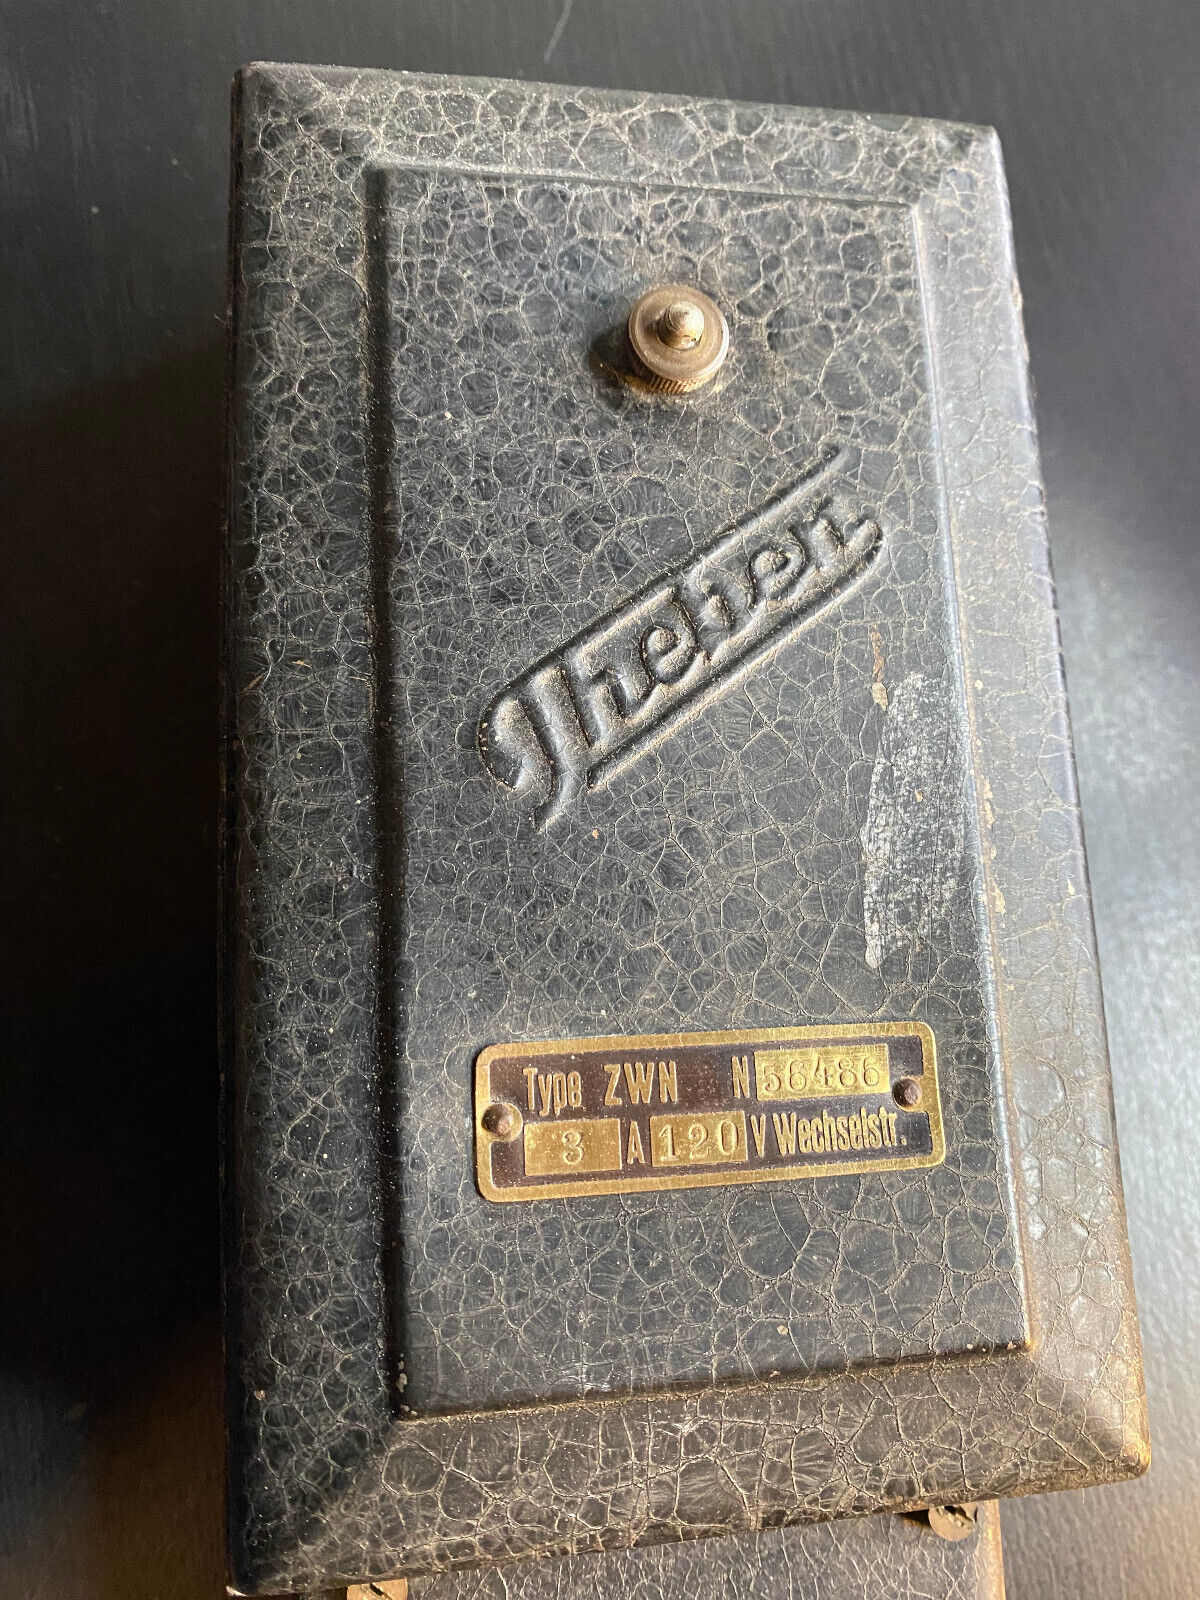 Theben
Type ZWN N 56486
3 A 120 V Wechselstr.